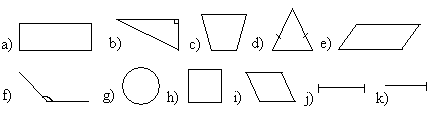 a) b) c) d) e)
f) g) h) i) j) k)